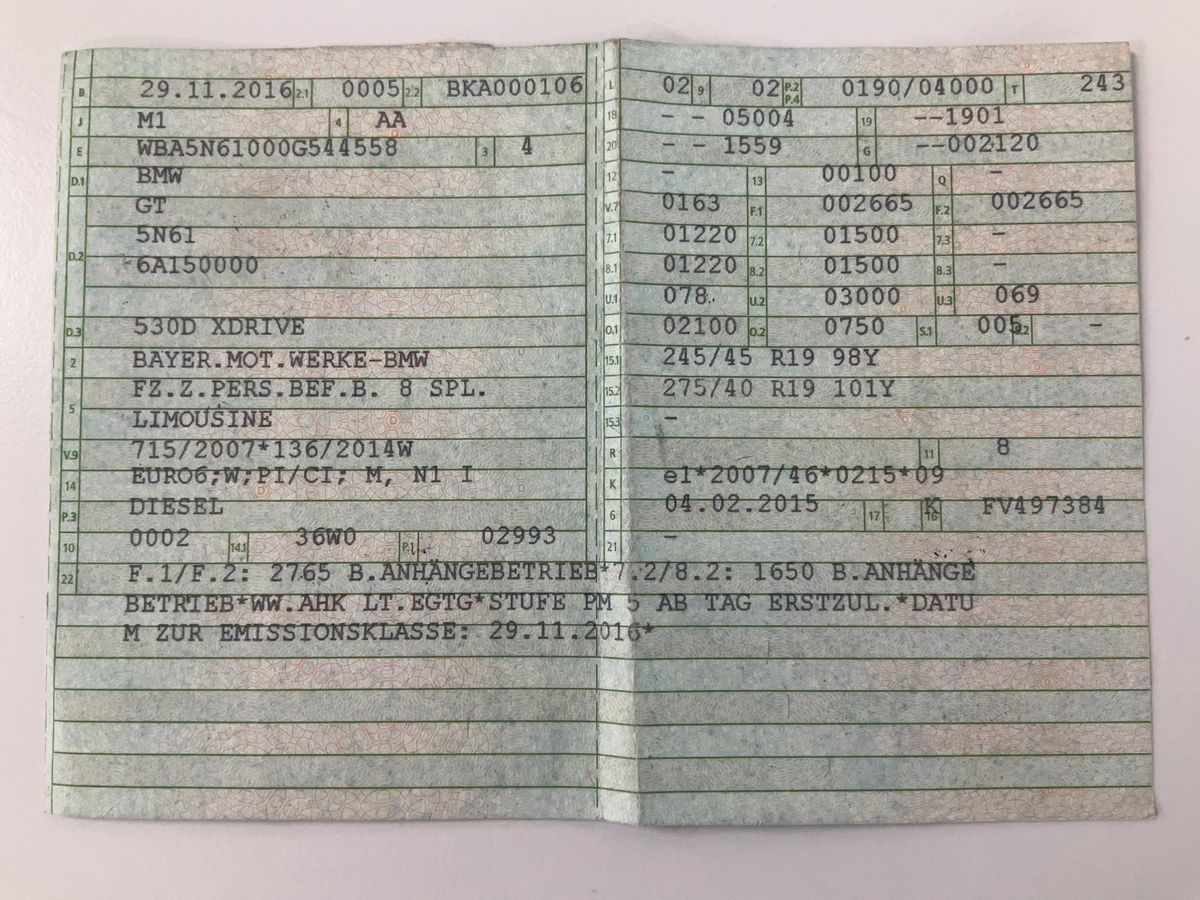 B 29.11.2016 2.1 0005 2.2 BKA000106
J M1 4 AA
E WBA5N61000G544558 3 4
D.1 BMW
GT
D.2 5N61
6A150000
D.3 530D XDRIVE
2 BAYER.MOT.WERKE-BMW
5 FZ.Z.PERS.BEF.B. 8 SPL.
LIMOUSINE
V.9 715/2007*136/2014W
14 EURO6;W;PI/CI; M, N1 I
P.3 DIESEL
10 0002 14.1 36W0 P.1 02993
L 02 9 02 P.2 P.4 0190/04000 T 243
18 - - 05004 19 --1901
20 - - 1559 G --002120
12 - 13 00100 Q -
V.7 0163 F.1 002665 F.2 002665
7.1 01220 7.2 01500 7.3 -
8.1 01220 8.2 01500 8.3 -
U.1 078 U.2 03000 U.3 069
O.1 02100 O.2 0750 S.1 005 S.2 -
15.1 245/45 R19 98Y
15.2 275/40 R19 101Y
15.3 -
R 11 8
K e1*2007/46*0215*09
6 04.02.2015 17 K 16 FV497384
21 -
22 F.1/F.2: 2765 B.ANHÄNGEBETRIEB*7.2/8.2: 1650 B.ANHÄNGE
BETRIEB*WW.AHK LT.EGTG*STUFE PM 5 AB TAG ERSTZUL.*DATU
M ZUR EMISSIONSKLASSE: 29.11.2016*